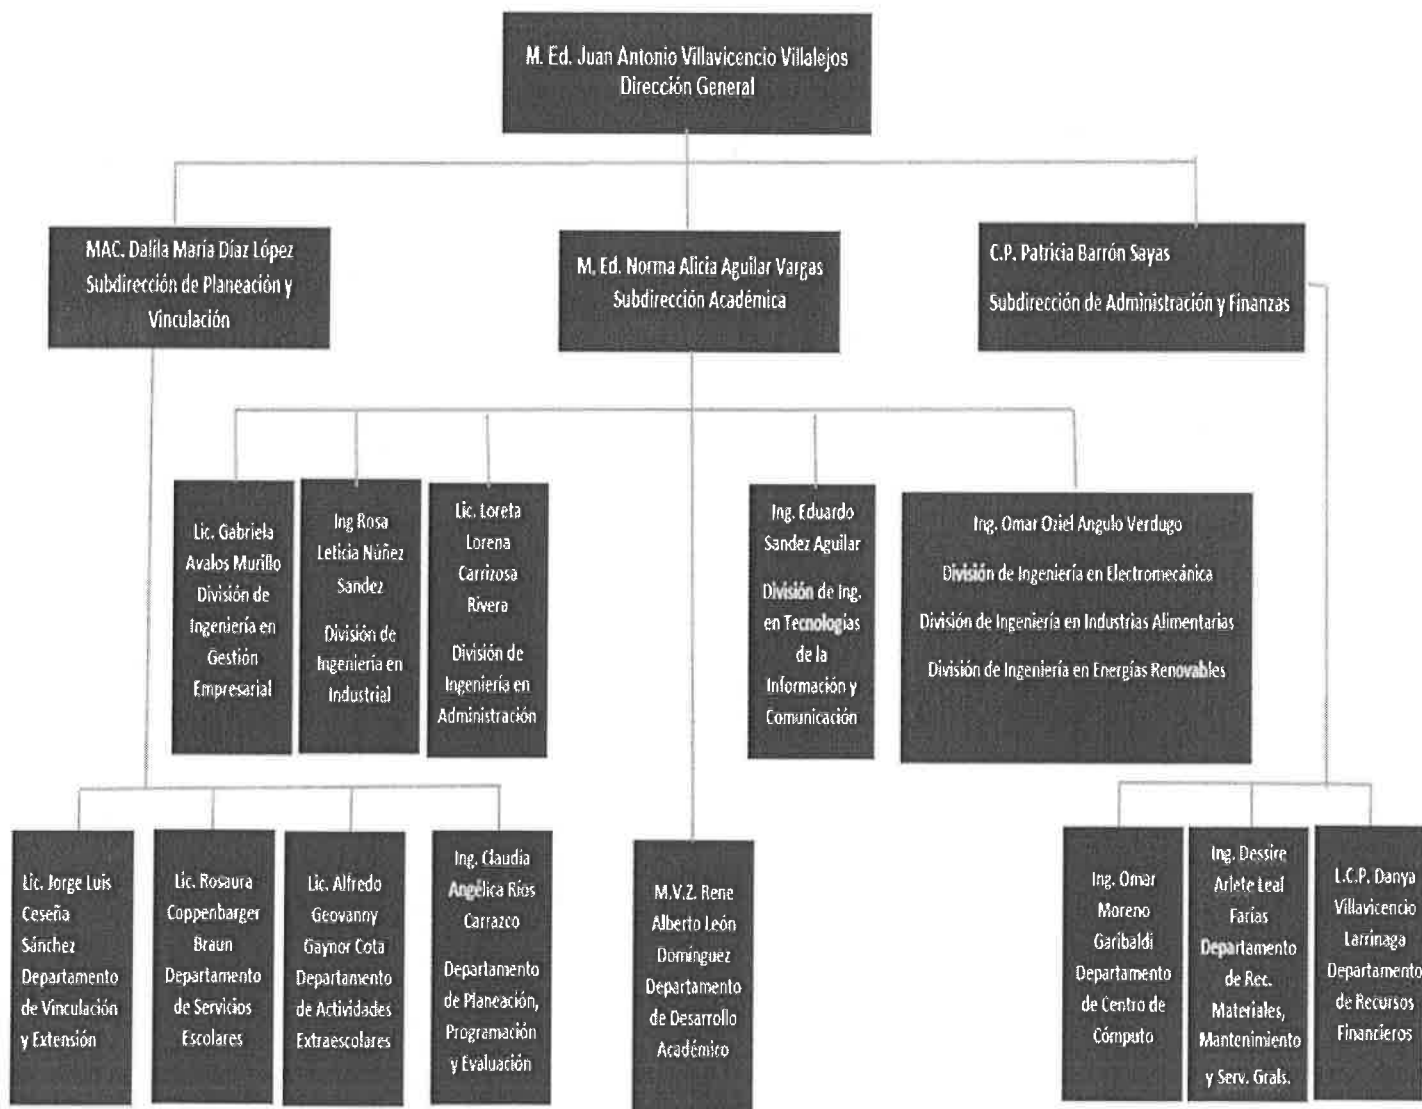 M. Ed. Juan Antonio Villavicencio Villalejos
Dirección General
MAC. Dalila María Díaz López
Subdirección de Planeación y
Vinculación
M. Ed. Norma Alicia Aguilar Vargas
Subdirección Académica
C.P. Patricia Barrón Sayas
Subdirección de Administración y Finanzas
Lic. Gabriela
Avalos Murillo
División de
Ingeniería en
Gestión
Empresarial
Ing Rosa
Leticia Núñez
Sandez
División de
Ingeniería en
Industrial
Lic. Loreta
Lorena
Carrizosa
Rivera
División de
Ingeniería en
Administración
Ing. Eduardo
Sandez Aguilar
División de Ing.
en Tecnologías
de la
Información y
Comunicación
Ing. Omar Oziel Angulo Verdugo
División de Ingeniería en Electromecánica
División de Ingeniería en Industrias Alimentarias
División de Ingeniería en Energías Renovables
Lic. Jorge Luis
Ceseña
Sánchez
Departamento
de Vinculación
y Extensión
Lic. Rosaura
Coppenbarger
Braun
Departamento
de Servicios
Escolares
Lic. Alfredo
Geovanny
Gaynor Cota
Departamento
de Actividades
Extraescolares
Ing. Claudia
Angélica Ríos
Carrazco
Departamento
de Planeación,
Programación
y Evaluación
M.V.Z. Rene
Alberto León
Domínguez
Departamento
de Desarrollo
Académico
Ing. Omar
Moreno
Garibaldi
Departamento
de Centro de
Cómputo
Ing. Dessire
Arlete Leal
Farías
Departamento
de Rec.
Materiales,
Mantenimiento
y Serv. Grals.
L.C.P. Danya
Villavicencio
Larrinaga
Departamento
de Recursos
Financieros